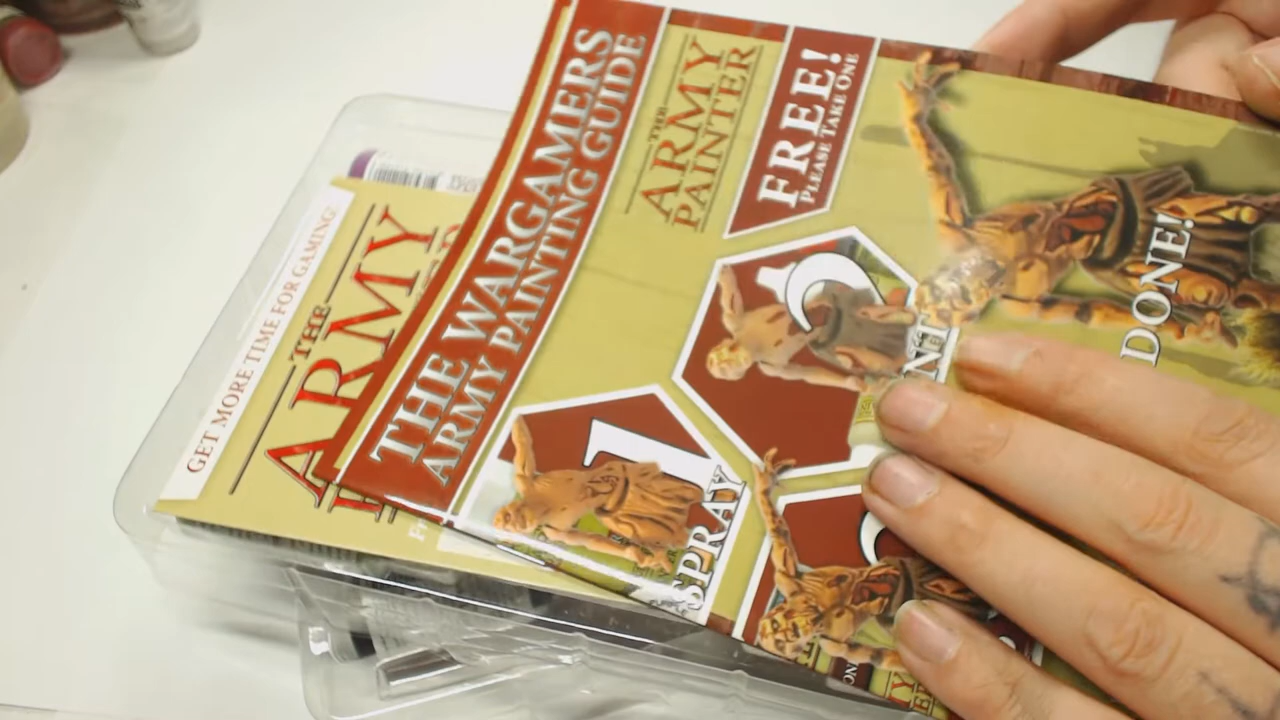 THE WARGAMERS
ARMY PAINTING GUIDE
THE
ARMY
PAINTER
FREE!
PLEASE TAKE ONE
1
SPRAY
2
DONE!
GET MORE TIME FOR GAMING!
THE
ARMY